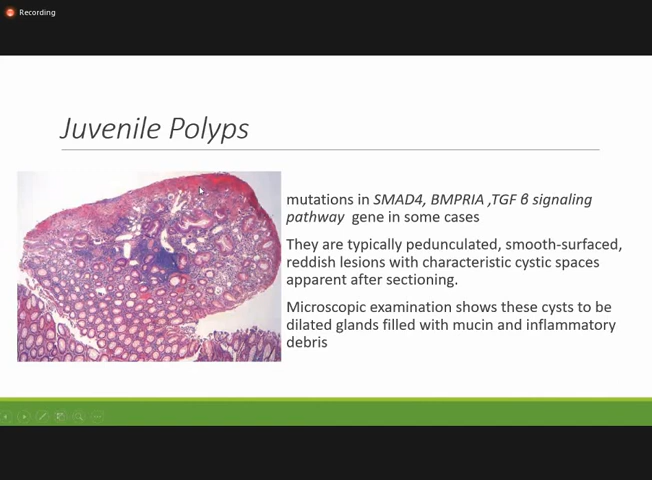 Recording
Juvenile Polyps
mutations in SMAD4, BMPRIA ,TGF β signaling
pathway gene in some cases
They are typically pedunculated, smooth-surfaced,
reddish lesions with characteristic cystic spaces
apparent after sectioning.
Microscopic examination shows these cysts to be
dilated glands filled with mucin and inflammatory
debris